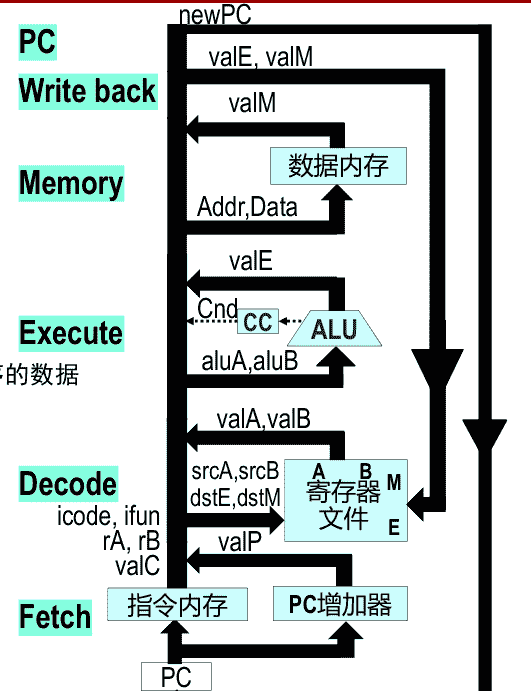 newPC
PC
valE, valM
Write back
valM
数据内存
Memory
Addr,Data
valE
Cnd
CC
ALU
Execute
aluA,aluB
的数据
valA,valB
A B
M
寄存器
文件
E
Decode
srcA,srcB
dstE,dstM
icode, ifun
rA, rB
valC
valP
指令内存
PC增加器
Fetch
PC